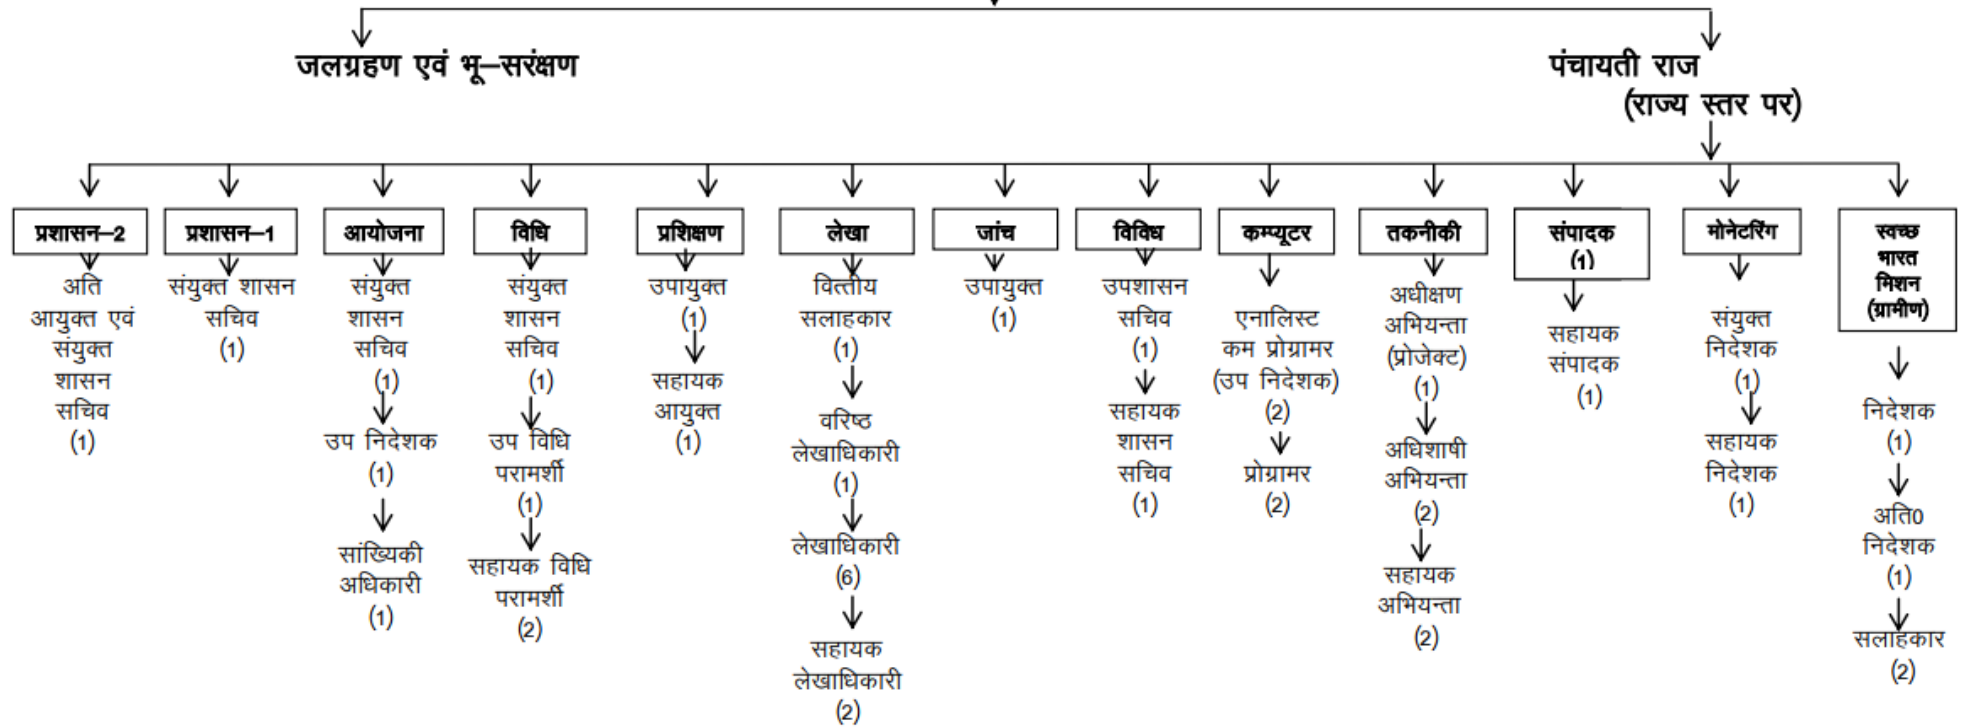 जलग्रहण एवं भू–सरंक्षण
पंचायती राज
(राज्य स्तर पर)
प्रशासन–2
अति
आयुक्त एवं
संयुक्त
शासन
सचिव
(1)
प्रशासन–1
संयुक्त शासन
सचिव
(1)
आयोजना
संयुक्त
शासन
सचिव
(1)
उप निदेशक
(1)
सांख्यिकी
अधिकारी
(1)
विधि
संयुक्त
शासन
सचिव
(1)
उप विधि
परामर्शी
(1)
सहायक विधि
परामर्शी
(2)
प्रशिक्षण
उपायुक्त
(1)
सहायक
आयुक्त
(1)
लेखा
वित्तीय
सलाहकार
(1)
वरिष्ठ
लेखाधिकारी
(1)
लेखाधिकारी
(6)
सहायक
लेखाधिकारी
(2)
जांच
उपायुक्त
(1)
विविध
उपशासन
सचिव
(1)
सहायक
शासन
सचिव
(1)
कम्प्यूटर
एनालिस्ट
कम प्रोग्रामर
(उप निदेशक)
(2)
प्रोग्रामर
(2)
तकनीकी
अधीक्षण
अभियन्ता
(प्रोजेक्ट)
(1)
अधिशाषी
अभियन्ता
(2)
सहायक
अभियन्ता
(2)
संपादक
(1)
सहायक
संपादक
(1)
मोनेटरिंग
संयुक्त
निदेशक
(1)
सहायक
निदेशक
(1)
स्वच्छ
भारत
मिशन
(ग्रामीण)
निदेशक
(1)
अति0
निदेशक
(1)
सलाहकार
(2)